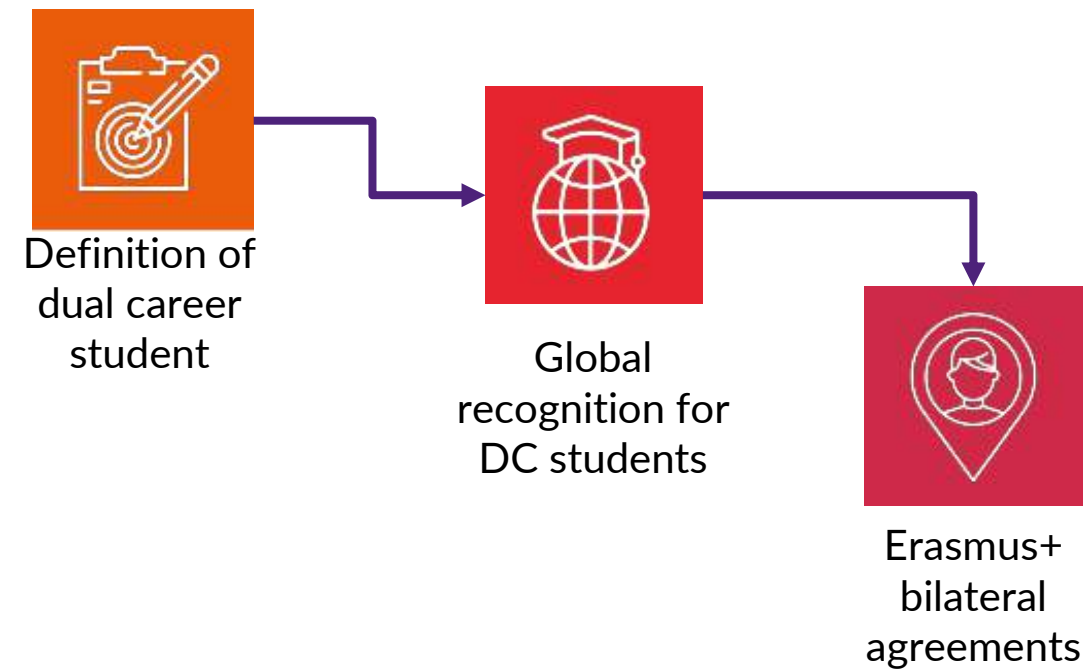 Definition of
dual career
student
Global
recognition for
DC students
Erasmus+
bilateral
agreements